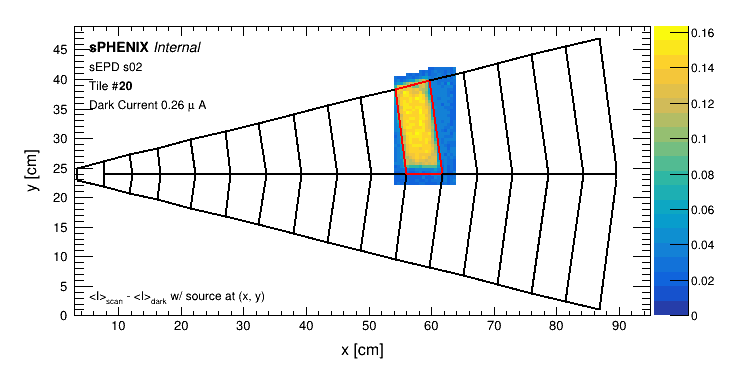 sPHENIX Internal
sEPD s02
Tile #20
Dark Current 0.26 μ A
<I>scan - <I>dark w/ source at (x, y)
y [cm]
45
40
35
30
25
20
15
10
5
0
10 20 30 40 50 60 70 80 90
x [cm]
0.16
0.14
0.12
0.1
0.08
0.06
0.04
0.02
0